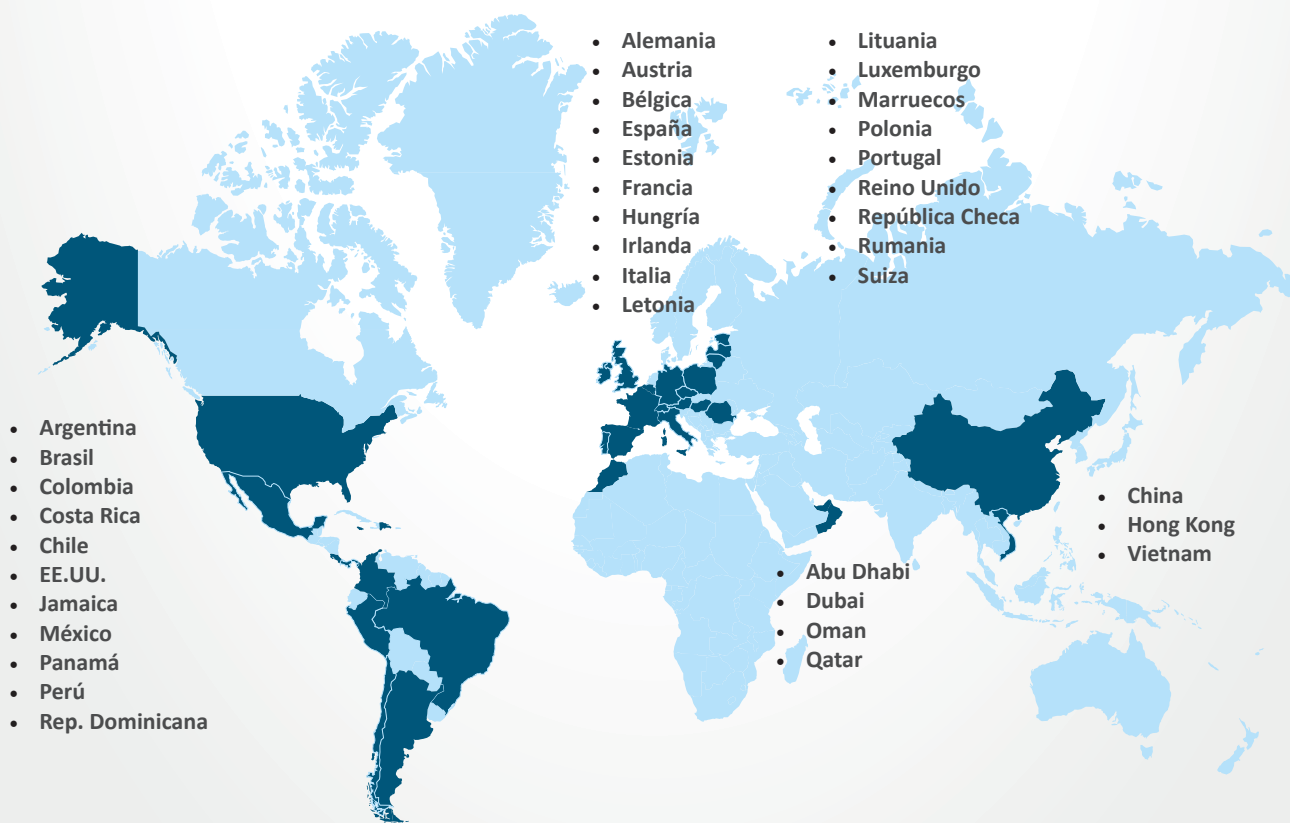 • Alemania
• Austria
• Bélgica
• España
• Estonia
• Francia
• Hungría
• Irlanda
• Italia
• Letonia
• Lituania
• Luxemburgo
• Marruecos
• Polonia
• Portugal
• Reino Unido
• República Checa
• Rumania
• Suiza
• Argentina
• Brasil
• Colombia
• Costa Rica
• Chile
• EE.UU.
• Jamaica
• México
• Panamá
• Perú
• Rep. Dominicana
• China
• Hong Kong
• Vietnam
• Abu Dhabi
• Dubai
• Oman
• Qatar